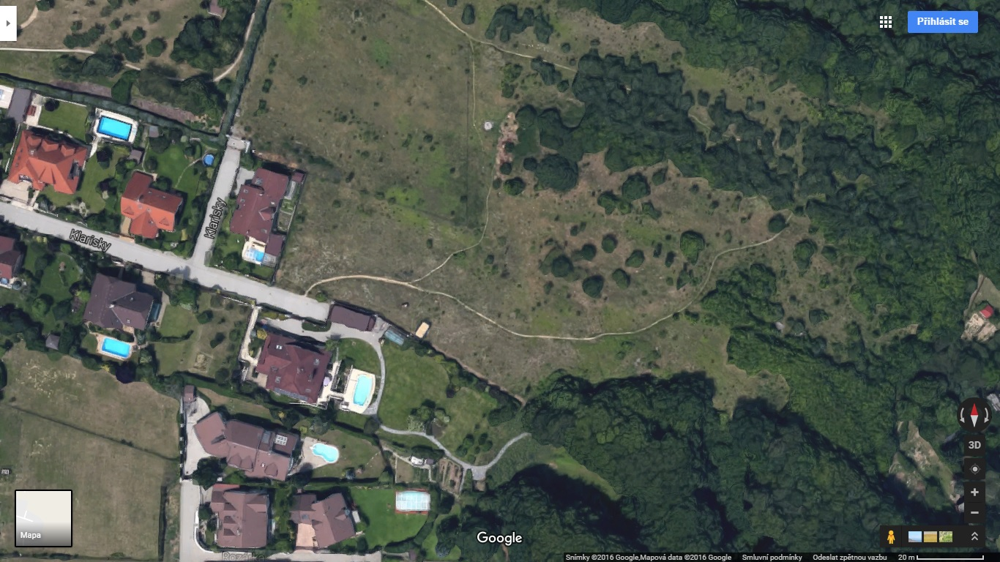 Přihlásit se
Klarisky
Klarisky
3D
Mapa
Google
Snímky ©2016 Google,Mapová data ©2016 Google Smluvní podmínky Odeslat zpětnou vazbu 20 m